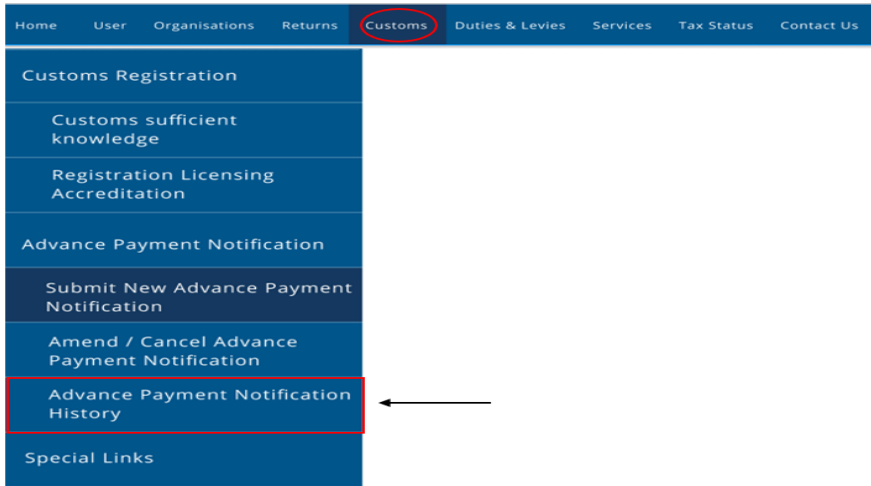 Home User Organisations Returns Customs Duties & Levies Services Tax Status Contact Us
Customs Registration
Customs sufficient
knowledge
Registration Licensing
Accreditation
Advance Payment Notification
Submit New Advance Payment
Notification
Amend / Cancel Advance
Payment Notification
Advance Payment Notification
History
Special Links